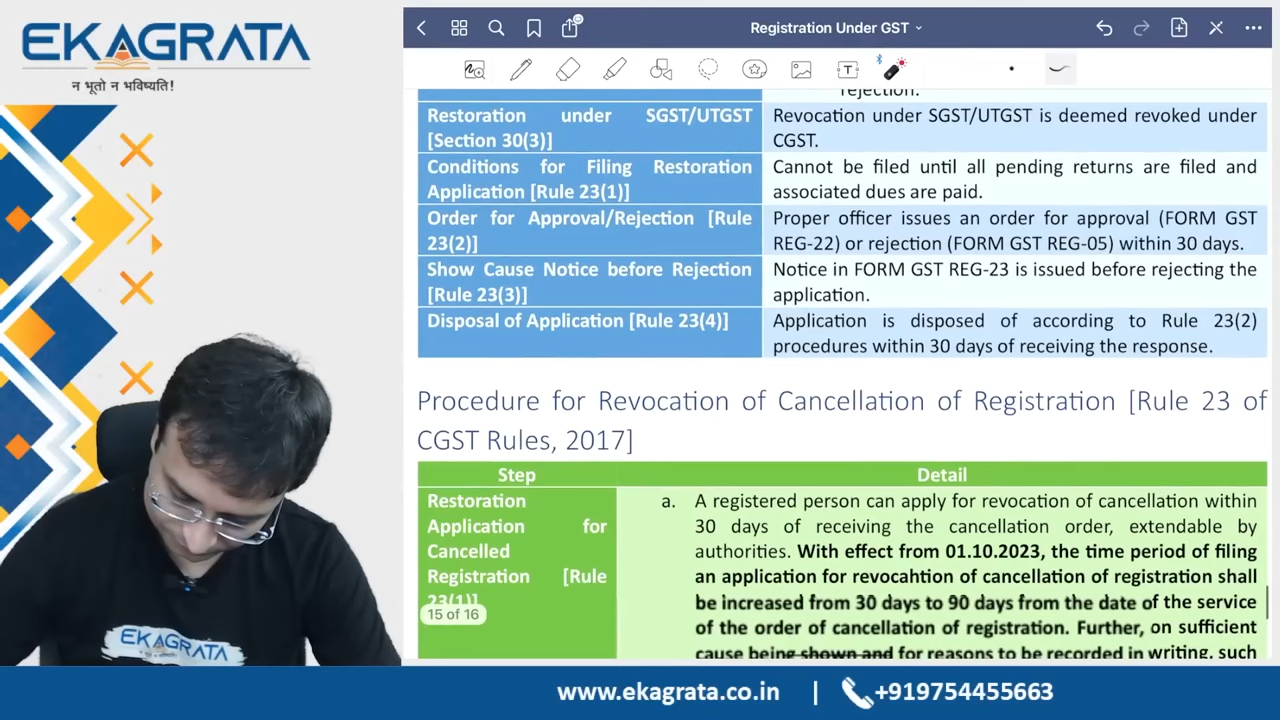 EKAGRATA
न भूतो न भविष्यति!
Registration Under GST
rejection.
Restoration under SGST/UTGST
[Section 30(3)]
Revocation under SGST/UTGST is deemed revoked under
CGST.
Conditions for Filing Restoration
Application [Rule 23(1)]
Cannot be filed until all pending returns are filed and
associated dues are paid.
Order for Approval/Rejection [Rule
23(2)]
Proper officer issues an order for approval (FORM GST
REG-22) or rejection (FORM GST REG-05) within 30 days.
Show Cause Notice before Rejection
[Rule 23(3)]
Notice in FORM GST REG-23 is issued before rejecting the
application.
Disposal of Application [Rule 23(4)]
Application is disposed of according to Rule 23(2)
procedures within 30 days of receiving the response.
Procedure for Revocation of Cancellation of Registration [Rule 23 of
CGST Rules, 2017]
Step
Detail
Restoration
Application for
Cancelled
Registration [Rule
23(1)]
15 of 16
a. A registered person can apply for revocation of cancellation within
30 days of receiving the cancellation order, extendable by
authorities. With effect from 01.10.2023, the time period of filing
an application for revocahtion of cancellation of registration shall
be increased from 30 days to 90 days from the date of the service
of the order of cancellation of registration. Further, on sufficient
cause being shown and for reasons to be recorded in writing, such
EKAGRATA
www.ekagrata.co.in | +919754455663